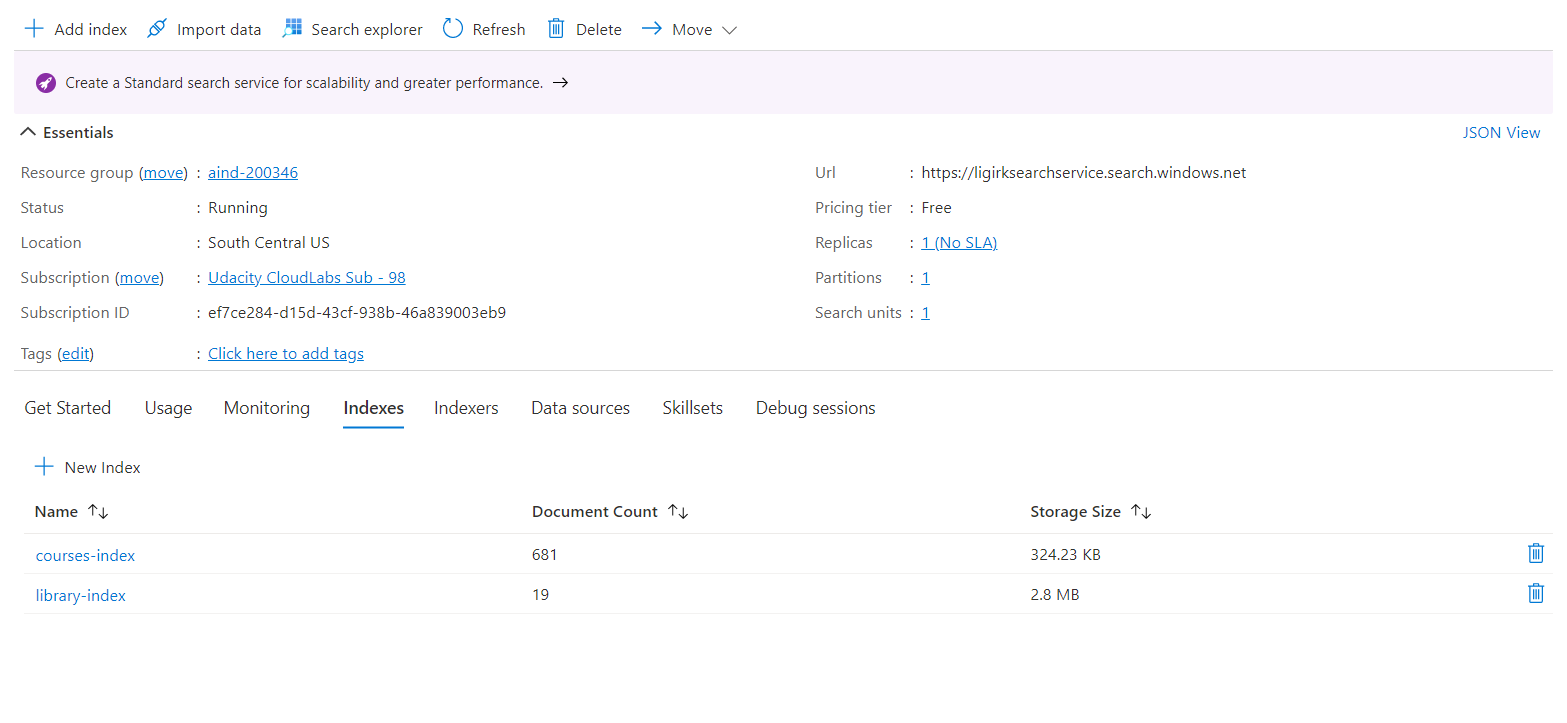 Add index Import data Search explorer Refresh Delete Move
Create a Standard search service for scalability and greater performance. →
Essentials JSON View
Resource group (move) : aind-200346 Url : https://ligirksearchservice.search.windows.net
Status : Running Pricing tier : Free
Location : South Central US Replicas : 1 (No SLA)
Subscription (move) : Udacity CloudLabs Sub - 98 Partitions : 1
Subscription ID : ef7ce284-d15d-43cf-938b-46a839003eb9 Search units : 1
Tags (edit) : Click here to add tags
Get Started Usage Monitoring Indexes Indexers Data sources Skillsets Debug sessions
New Index
Name ↑↓ Document Count ↑↓ Storage Size ↑↓
courses-index 681 324.23 KB
library-index 19 2.8 MB